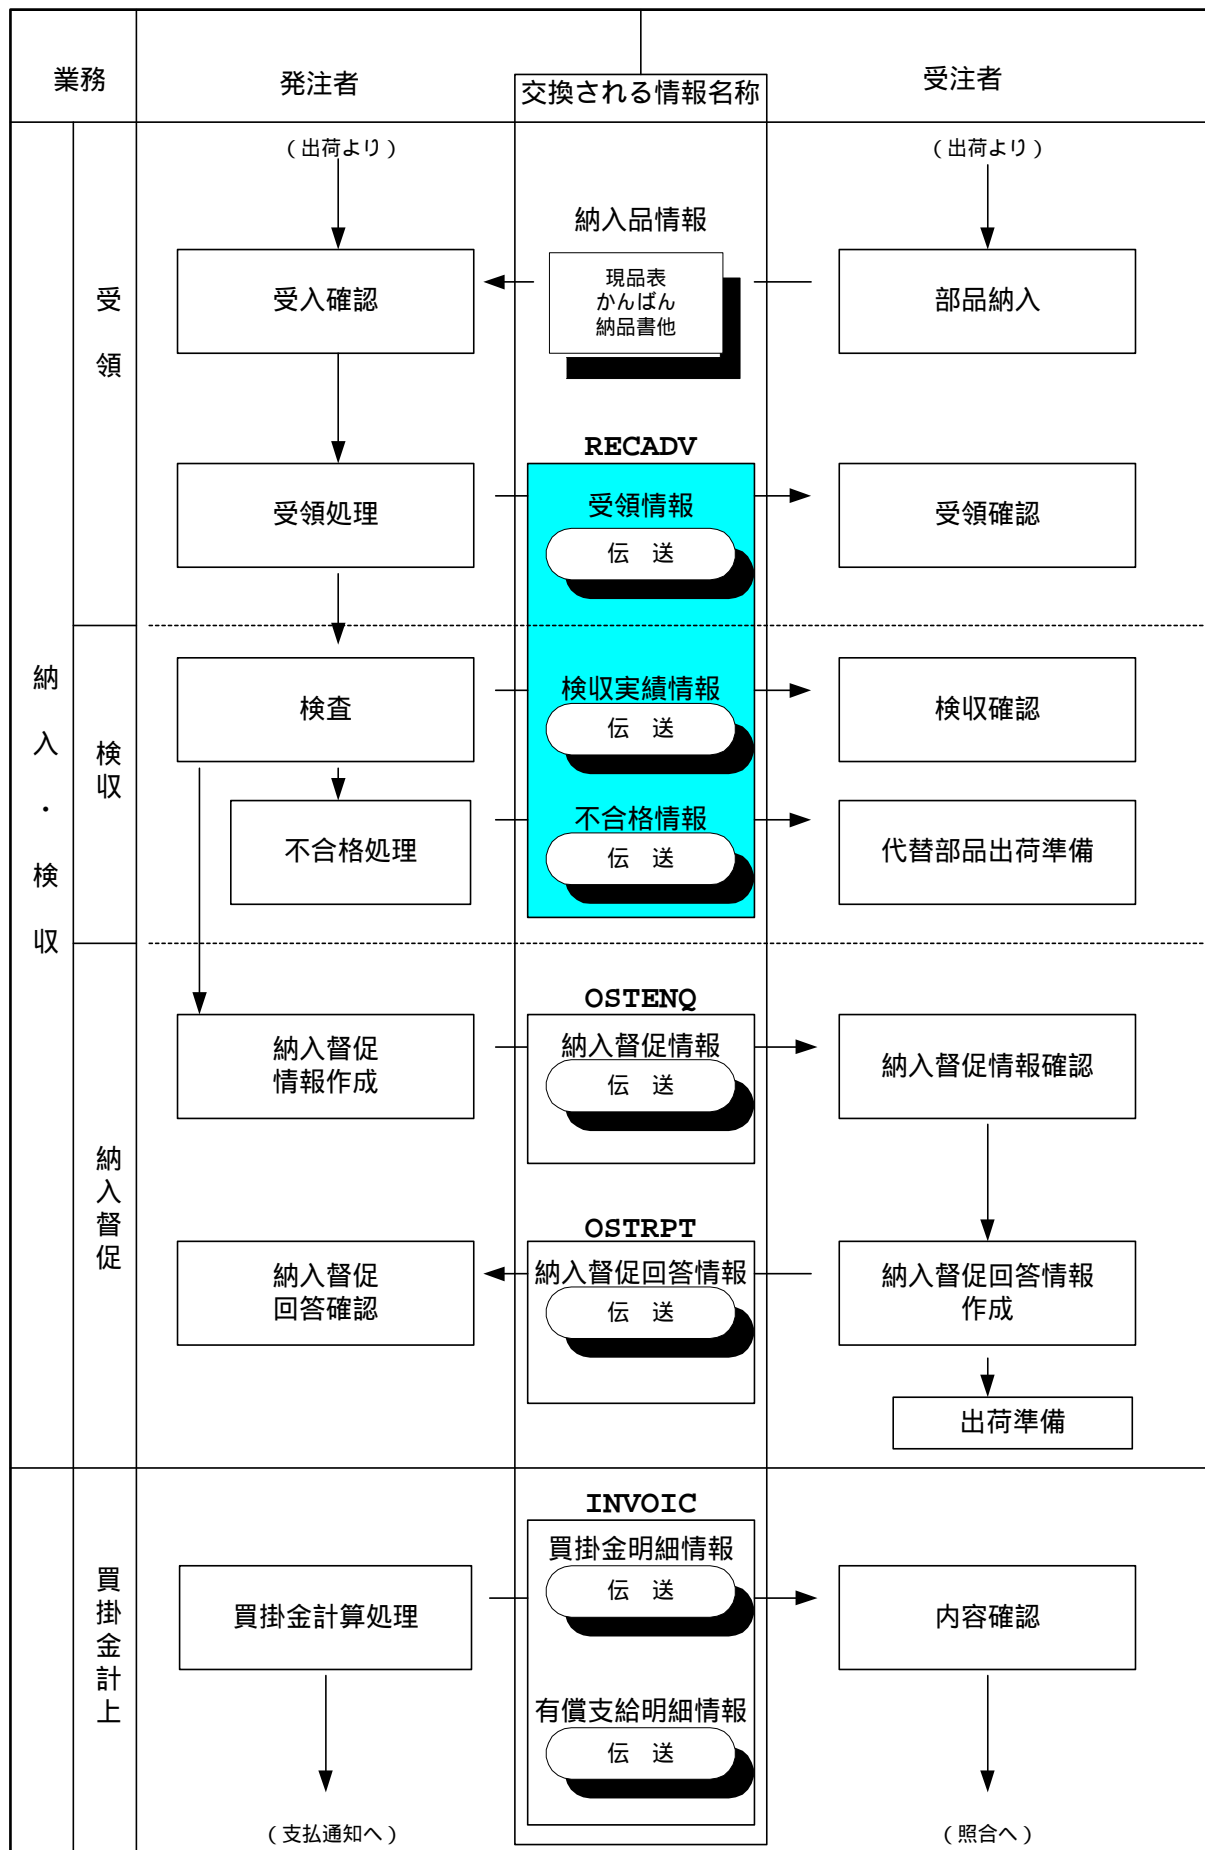 業務
発注者
交換される情報名称
受注者
(出荷より)
(出荷より)
納入品情報
受入確認
現品表
かんばん
納品書他
部品納入
受領
RECADV
受領処理
受領情報
伝 送
受領確認
納入・検収
検収
検査
検収実績情報
伝 送
検収確認
不合格処理
不合格情報
伝 送
代替部品出荷準備
納入督促
OSTENQ
納入督促
情報作成
納入督促情報
伝 送
納入督促情報確認
OSTRPT
納入督促
回答確認
納入督促回答情報
伝 送
納入督促回答情報
作成
出荷準備
買掛金計上
INVOIC
買掛金計算処理
買掛金明細情報
伝 送
内容確認
有償支給明細情報
伝 送
(支払通知へ)
(照合へ)